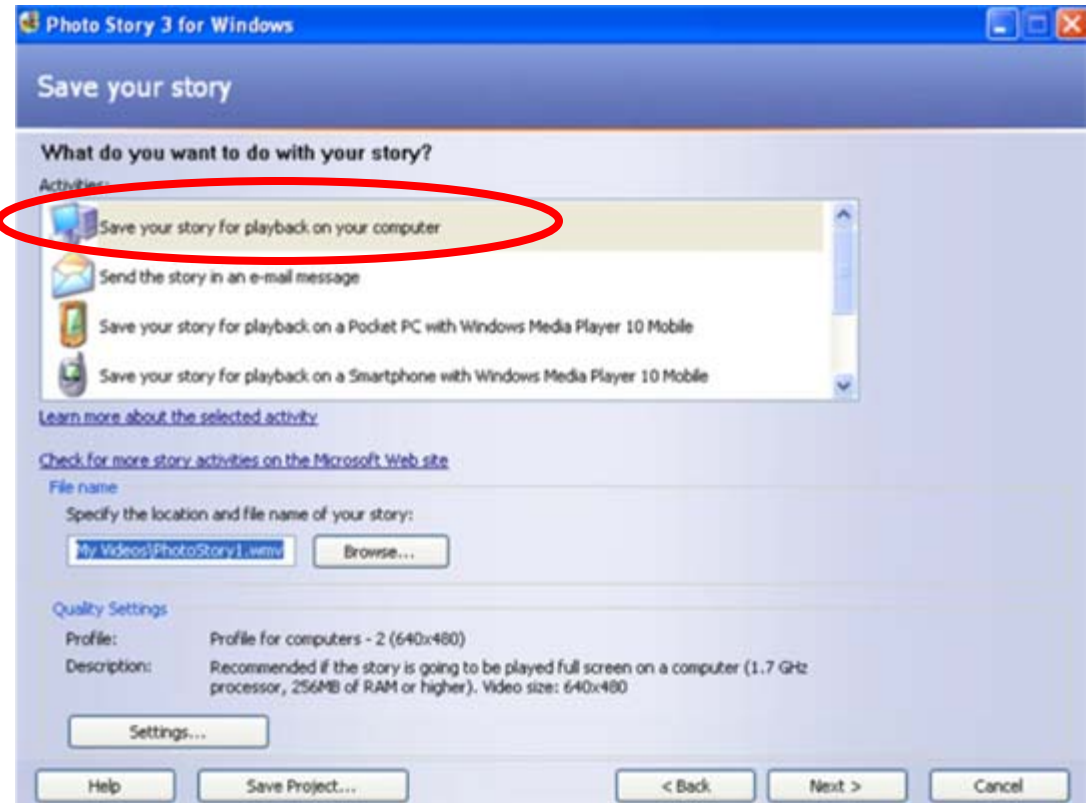 Photo Story 3 for Windows
Save your story
What do you want to do with your story?
Activities:
Save your story for playback on your computer
Send the story in an e-mail message
Save your story for playback on a Pocket PC with Windows Media Player 10 Mobile
Save your story for playback on a Smartphone with Windows Media Player 10 Mobile
Learn more about the selected activity
Check for more story activities on the Microsoft Web site
File name
Specify the location and file name of your story:
My Videos\PhotoStory1.wmv Browse...
Quality Settings
Profile: Profile for computers - 2 (640x480)
Description: Recommended if the story is going to be played full screen on a computer (1.7 GHz
processor, 256MB of RAM or higher). Video size: 640x480
Settings...
Help Save Project... < Back Next > Cancel